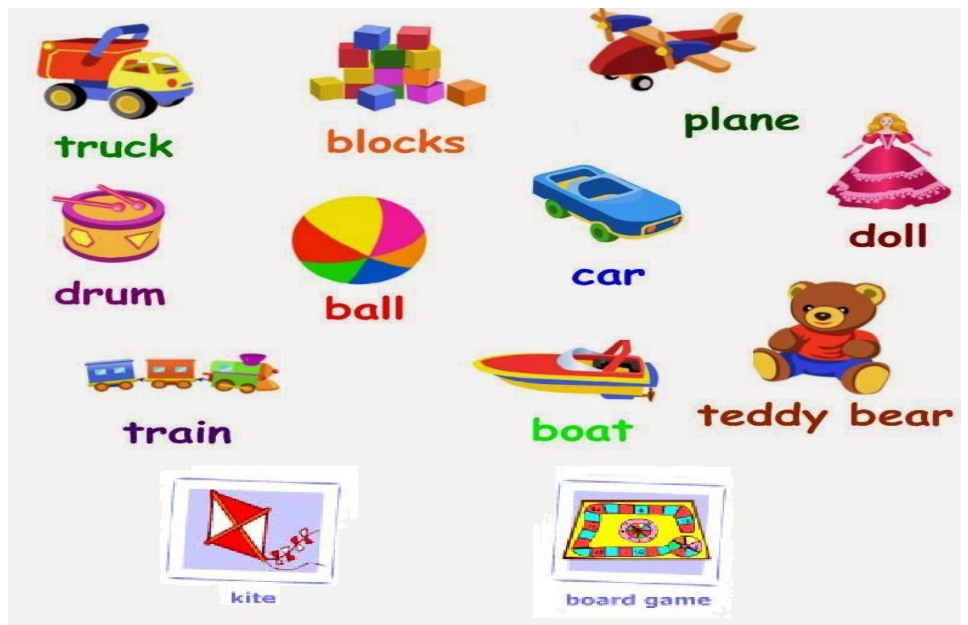 truck
blocks
plane
doll
drum
ball
car
train
boat
teddy bear
kite
board game